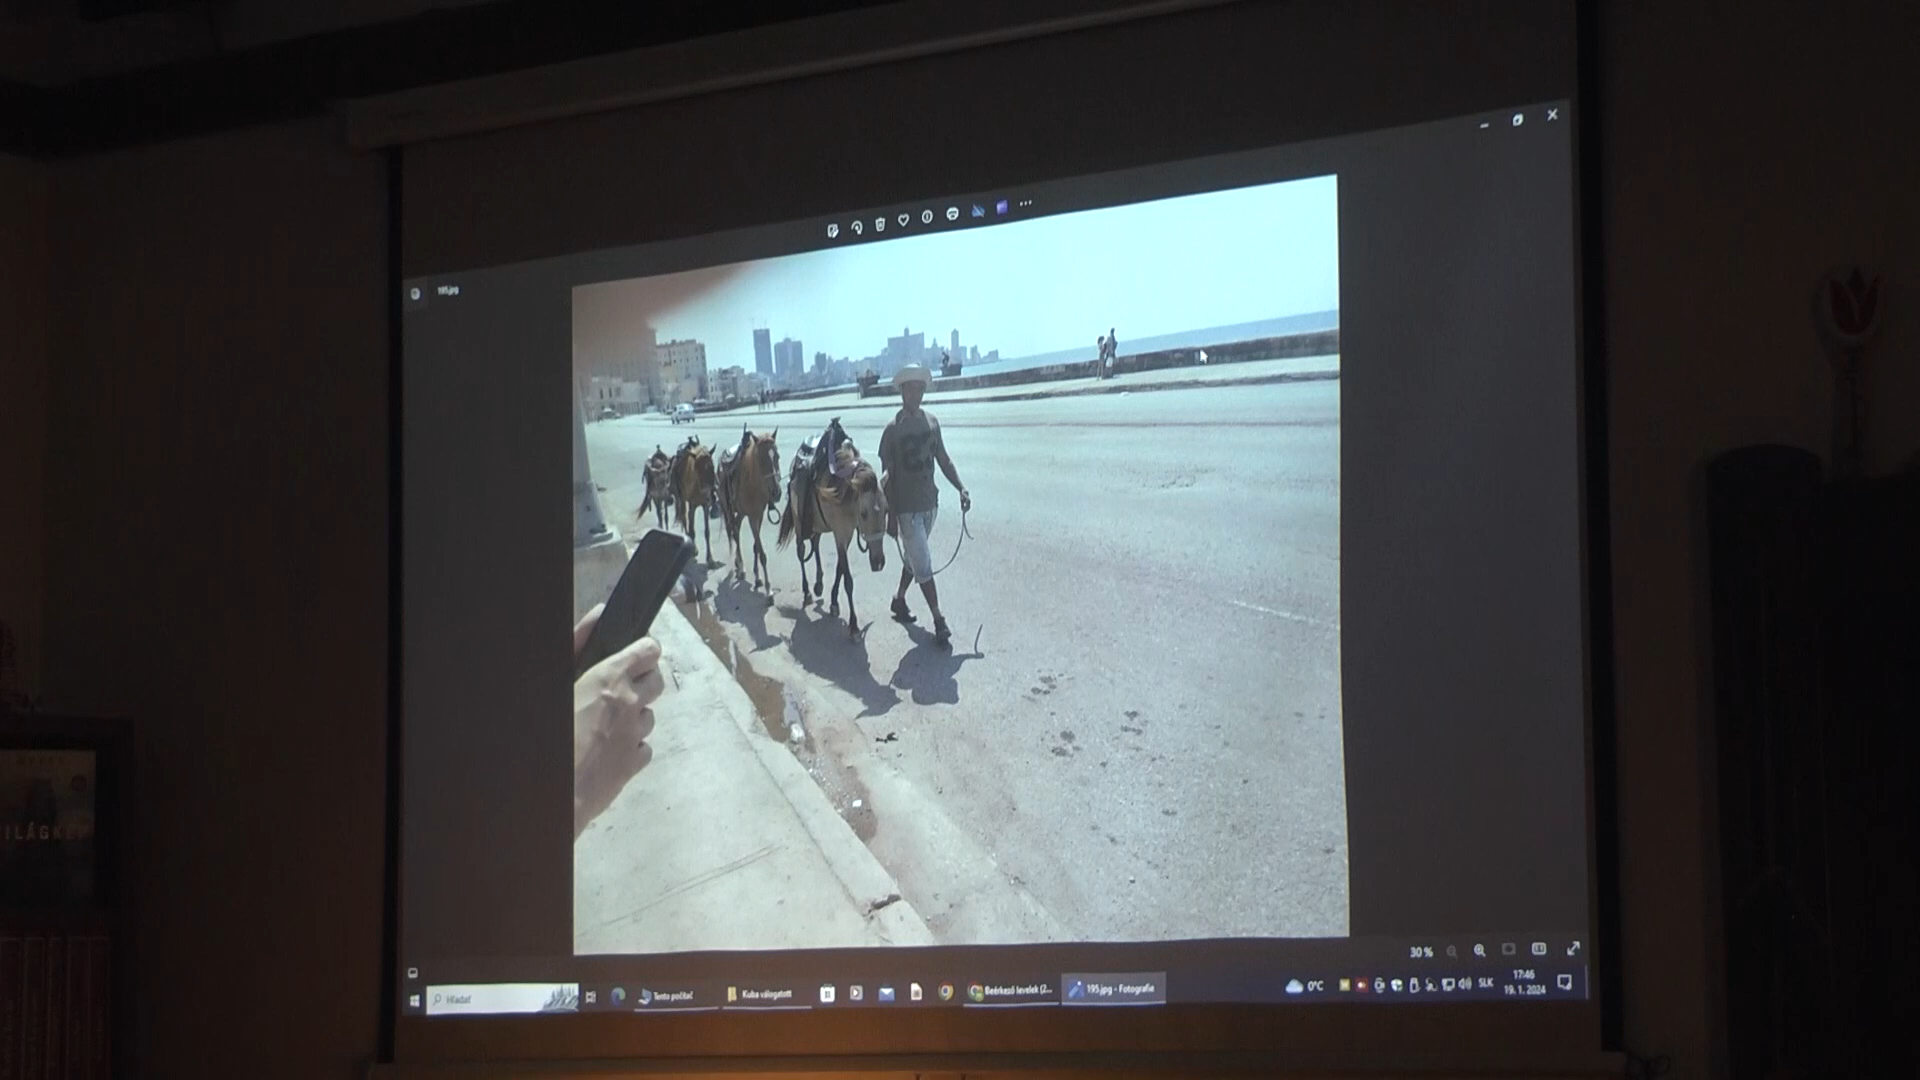 195.jpg
30 %
Hľadať
Tento počítač
Kuba válogatott
Beérkező levelek (2...
195.jpg - Fotografie
0°C
SLK
17:46
19. 1. 2024